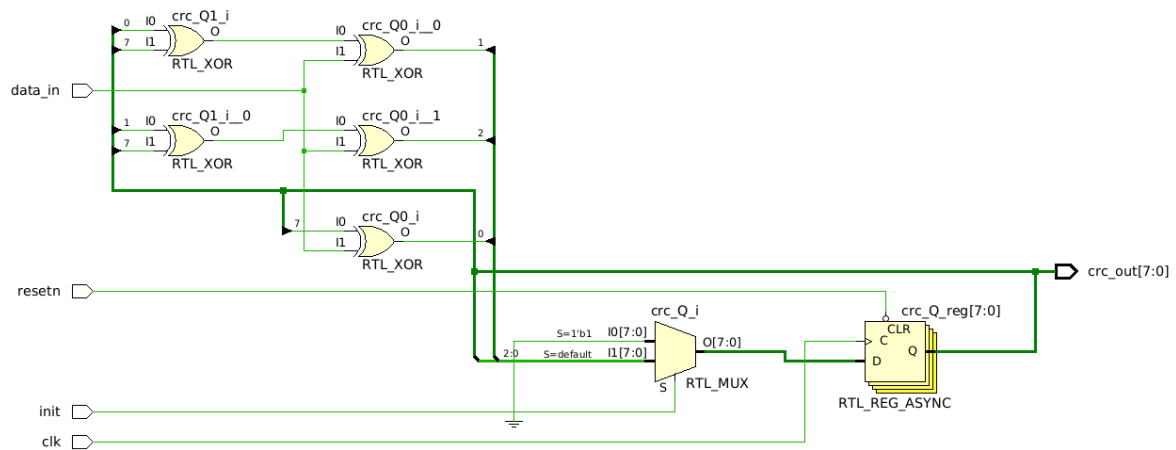 crc_Q1_i
0
I0
7
I1
O
RTL_XOR
crc_Q0_i__0
I0
I1
O
RTL_XOR
1
data_in
crc_Q1_i__0
1
I0
7
I1
O
RTL_XOR
crc_Q0_i__1
I0
I1
O
RTL_XOR
2
crc_Q0_i
7
I0
I1
O
RTL_XOR
0
crc_out[7:0]
resetn
crc_Q_i
S=1'b1
I0[7:0]
2:0
S=default
I1[7:0]
O[7:0]
S
RTL_MUX
crc_Q_reg[7:0]
CLR
C
D
Q
RTL_REG_ASYNC
init
clk